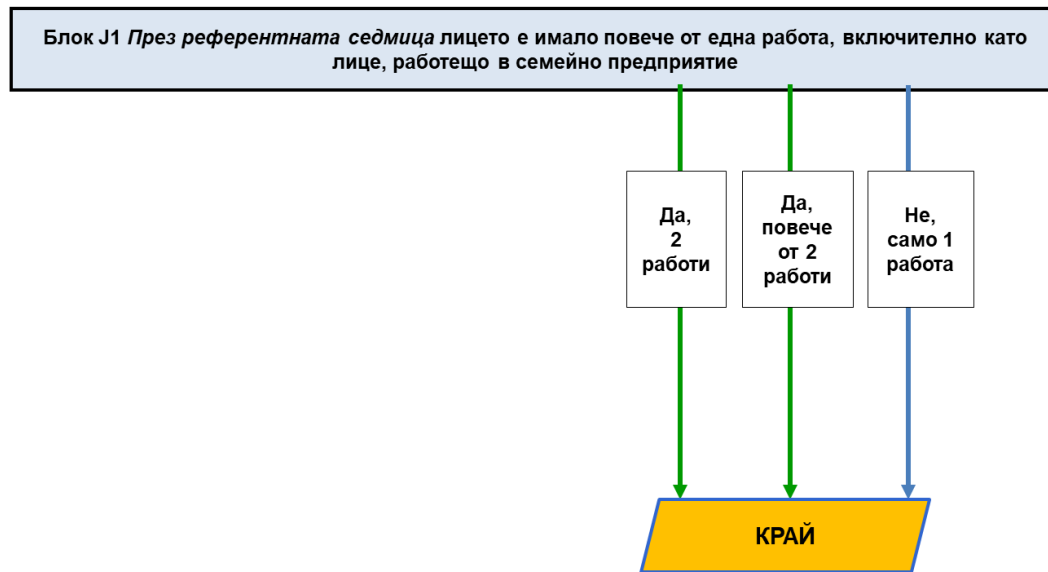 Блок J1 През референтната седмица лицето е имало повече от една работа, включително като
лице, работещо в семейно предприятие
Да,
2
работи
Да,
повече
от 2
работи
Не,
само 1
работа
КРАЙ